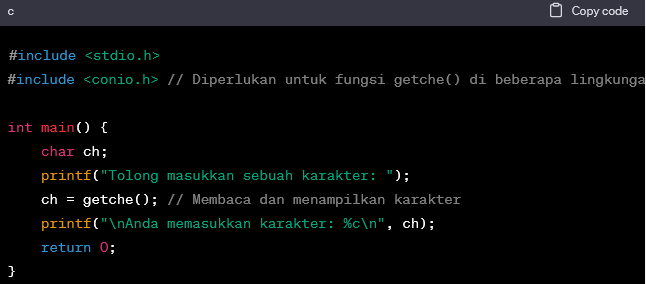 c
Copy code
#include <stdio.h>
#include <conio.h> // Diperlukan untuk fungsi getche() di beberapa lingkunga
int main() {
char ch;
printf("Tolong masukkan sebuah karakter: ");
ch = getche(); // Membaca dan menampilkan karakter
printf("\nAnda memasukkan karakter: %c\n", ch);
return 0;
}